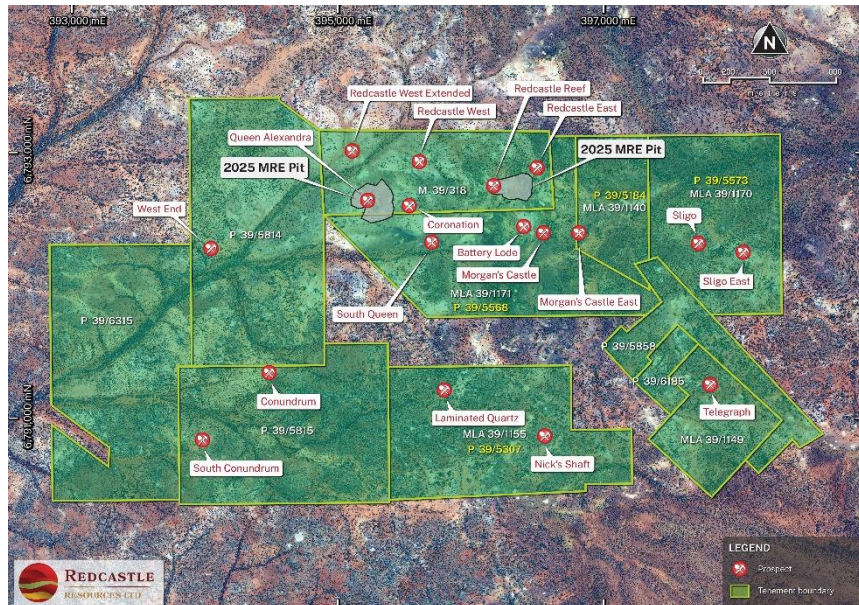 393,000 mE
395,000 mE
397,000 mE
N
6,793,000 mN
6,791,000 mN
Redcastle West Extended
Redcastle Reef
Redcastle West
Redcastle East
Queen Alexandra
2025 MRE Pit
2025 MRE Pit
M 39/318
P 39/5184
MLA 39/1140
P 39/5573
MLA 39/1170
West End
P 39/5814
Coronation
Sligo
Battery Lode
Morgan's Castle
Sligo East
MLA 39/1171
P 39/5568
Morgan's Castle East
South Queen
P 39/6315
P 39/5858
P 39/6195
Conundrum
Laminated Quartz
Telegraph
P 39/5815
MLA 39/1155
P 39/5307
MLA 39/1149
South Conundrum
Nick's Shaft
LEGEND
Prospect
Tenement boundary
REDCASTLE
RESOURCES LTD